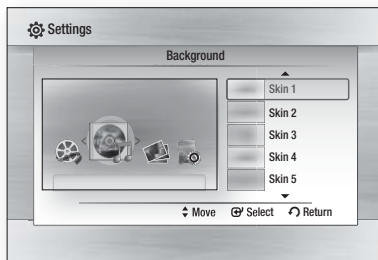 Settings
Background
Skin 1
Skin 2
Skin 3
Skin 4
Skin 5
Move Select Return